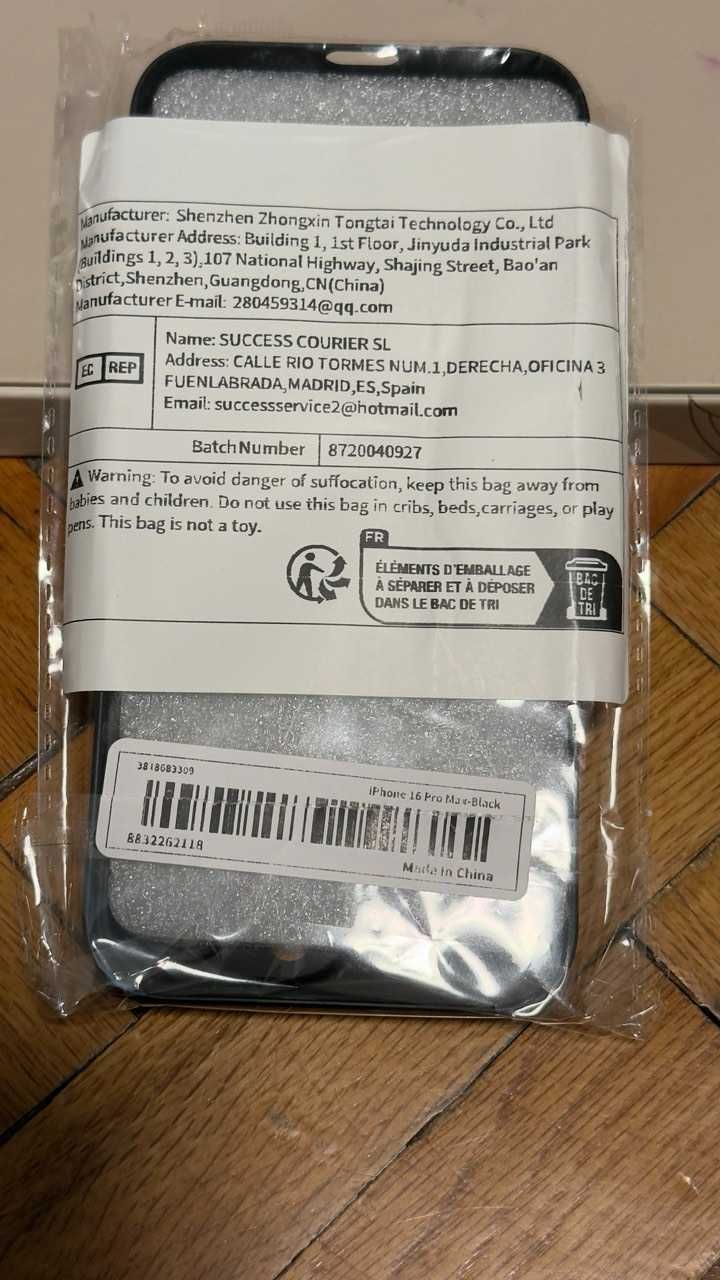 Manufacturer: Shenzhen Zhongxin Tongtai Technology Co., Ltd
Manufacturer Address: Building 1, 1st Floor, Jinyuda Industrial Park
(Buildings 1, 2, 3),107 National Highway, Shajing Street, Bao'an
District,Shenzhen,Guangdong,CN(China)
Manufacturer E-mail: 280459314@qq.com
EC REP
Name: SUCCESS COURIER SL
Address: CALLE RIO TORMES NUM.1,DERECHA,OFICINA 3
FUENLABRADA,MADRID,ES,Spain
Email: successservice2@hotmail.com
BatchNumber 8720040927
Warning: To avoid danger of suffocation, keep this bag away from
babies and children. Do not use this bag in cribs, beds,carriages, or play
pens. This bag is not a toy.
FR
ÉLÉMENTS D'EMBALLAGE
À SÉPARER ET À DÉPOSER
DANS LE BAC DE TRI
BAC
DE
TRI
3818683309
iPhone 16 Pro Max-Black
8832262118
Made in China